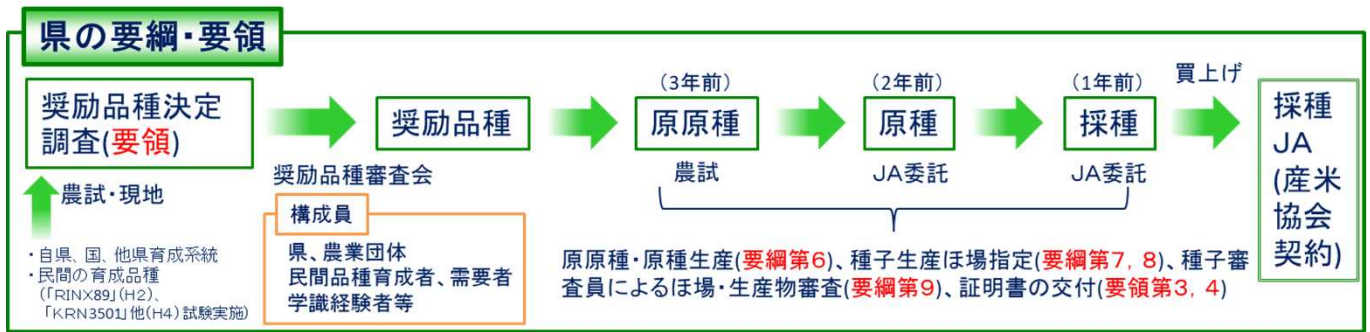 県の要綱・要領
奨励品種決定
調査(要領)
農試・現地
・自県、国、他県育成系統
・民間の育成品種
(「RINX89」(H2)、
「KRN3501」他(H4)試験実施)
奨励品種
奨励品種審査会
構成員
県、農業団体
民間品種育成者、需要者
学識経験者等
(3年前)
原原種
農試
(2年前)
原種
JA委託
(1年前)
採種
JA委託
原原種・原種生産(要綱第6)、種子生産ほ場指定(要綱第7, 8)、種子審
査員によるほ場・生産物審査(要綱第9)、証明書の交付(要領第3, 4)
買上げ
採種
JA
(産米
協会
契約)